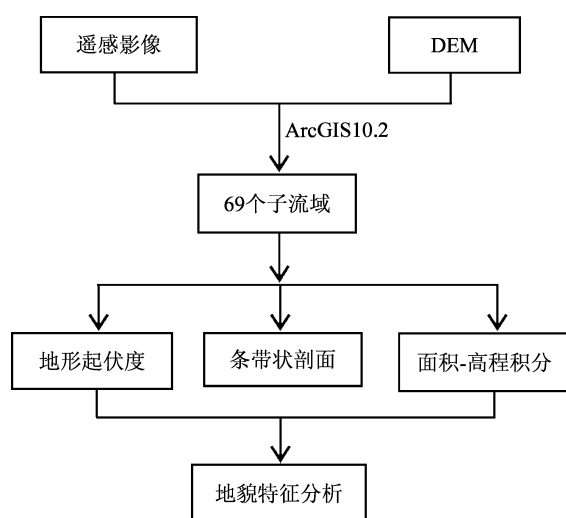 遥感影像
DEM
ArcGIS10.2
69个子流域
地形起伏度
条带状剖面
面积-高程积分
地貌特征分析